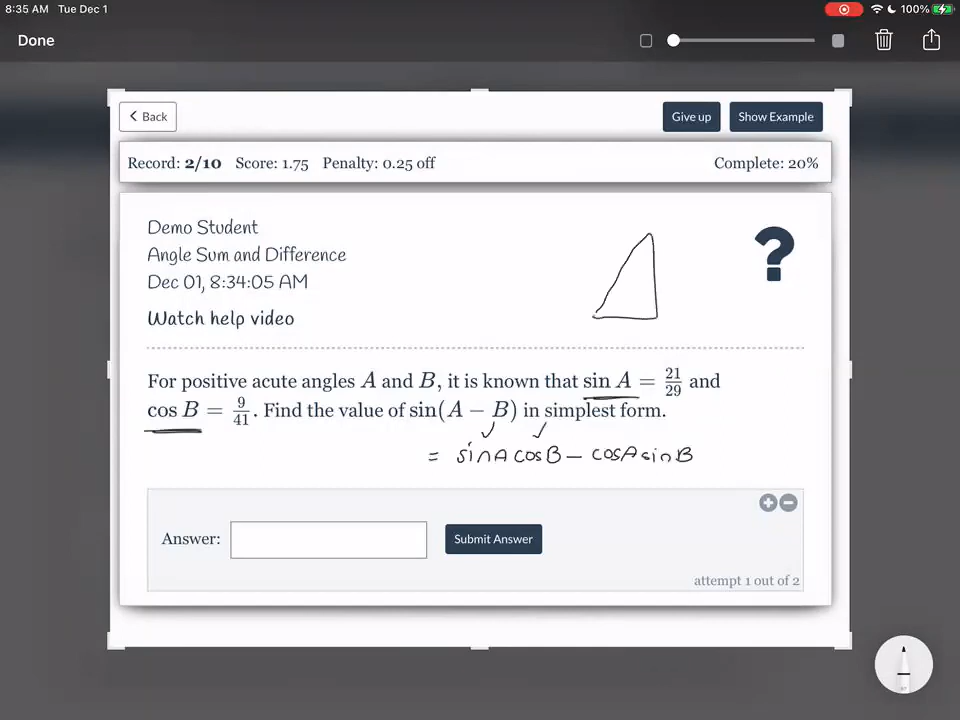 8:35 AM Tue Dec 1 100%
Done
Back Give up Show Example
Record: 2/10 Score: 1.75 Penalty: 0.25 off Complete: 20%
Demo Student
Angle Sum and Difference
Dec 01, 8:34:05 AM
Watch help video
?
For positive acute angles A and B, it is known that sin A = 21/29 and
cos B = 9/41. Find the value of sin(A − B) in simplest form.
= sinA cosB − cosA sinB
Answer: Submit Answer
attempt 1 out of 2